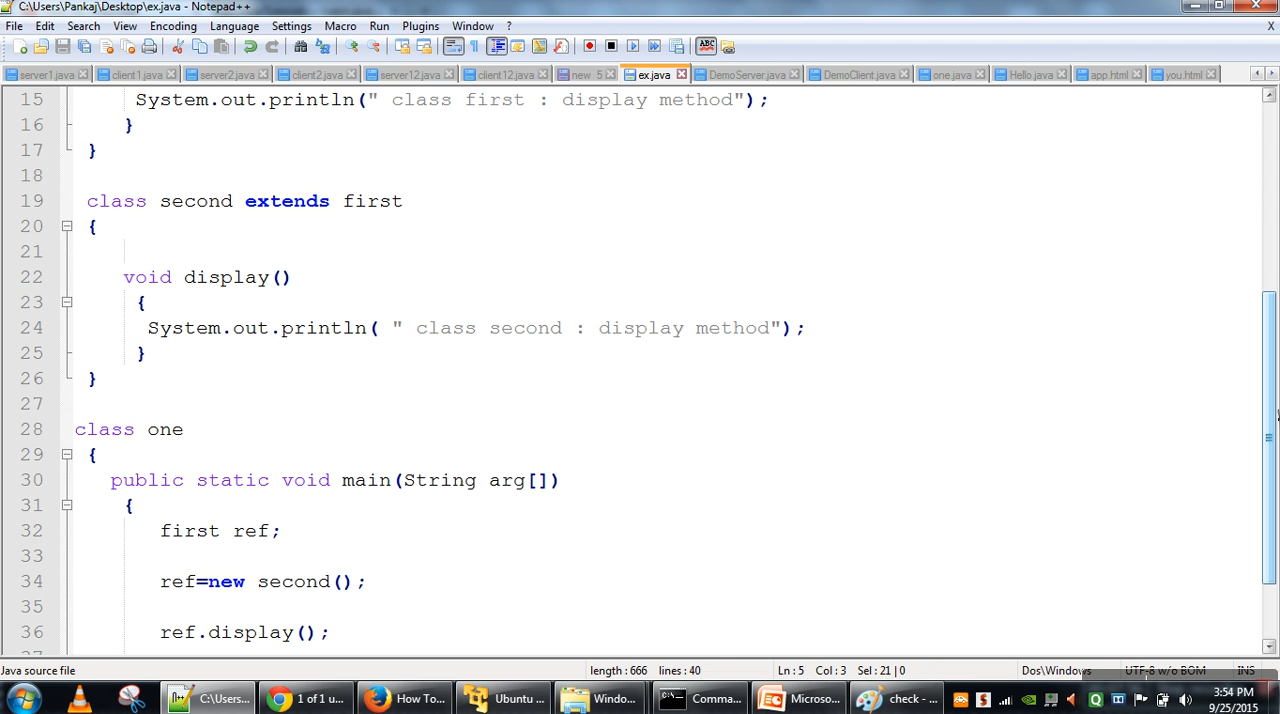 C:\Users\Pankaj\Desktop\ex.java - Notepad++
File Edit Search View Encoding Language Settings Macro Run Plugins Window ? X
server1.java client1.java server2.java client2.java server12.java client12.java new 5 ex.java DemoServer.java DemoClient.java one.java Hello.java app.html you.html
15 System.out.println(" class first : display method");
16 }
17 }
18
19 class second extends first
20 {
21
22 void display()
23 {
24 System.out.println( " class second : display method");
25 }
26 }
27
28 class one
29 {
30 public static void main(String arg[])
31 {
32 first ref;
33
34 ref=new second();
35
36 ref.display();
Java source file length : 666 lines : 40 Ln : 5 Col : 3 Sel : 21 | 0 Dos\Windows UTF-8 w/o BOM INS
C:\Users... 1 of 1 u... How To... Ubuntu ... Windo... Comma... Microso... check - ... 3:54 PM
9/25/2015